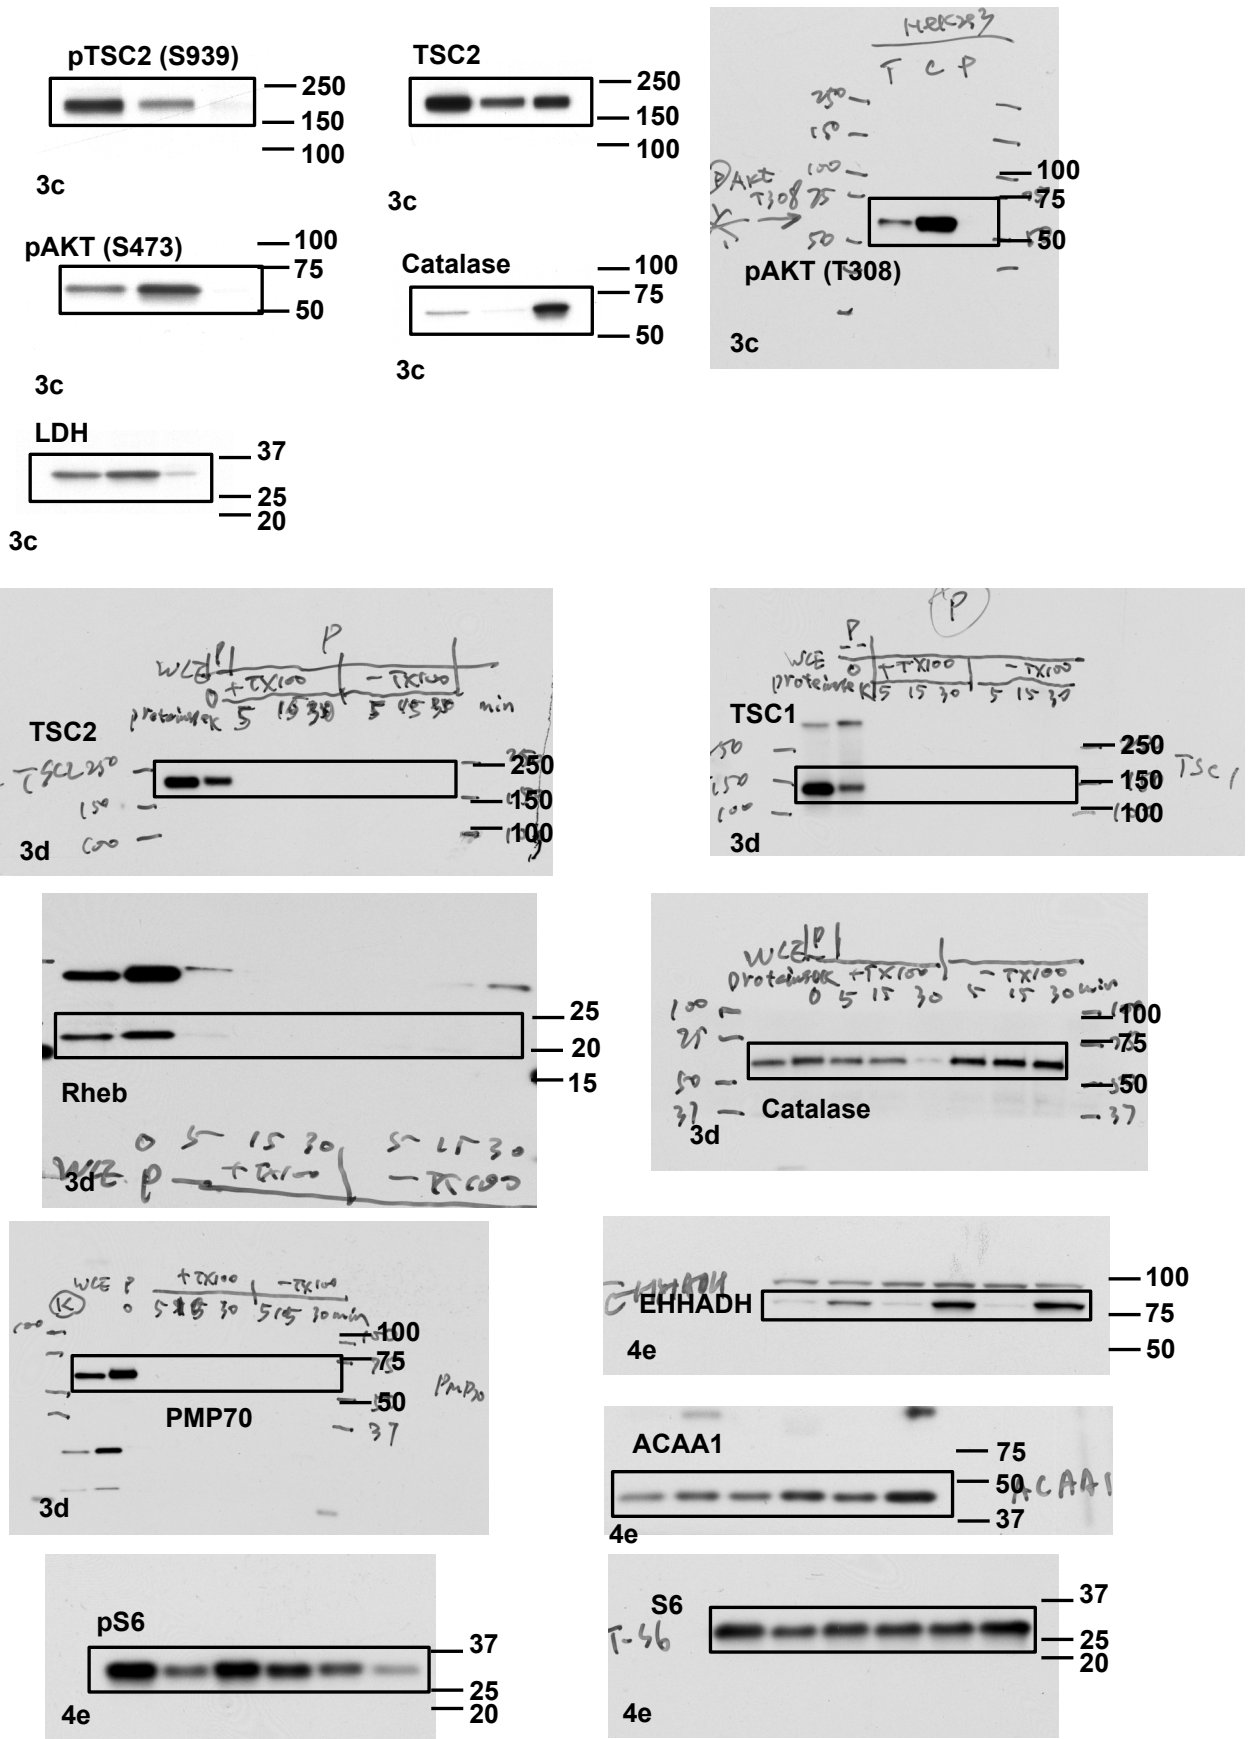 pTSC2 (S939)
250
150
100
3c
TSC2
250
150
100
3c
HEK293
T C P
250
150
100
75
50
pAkt
T308
100
75
50
pAKT (T308)
3c
pAKT (S473)
100
75
50
3c
Catalase
100
75
50
3c
LDH
37
25
20
3c
P
WCE P
0 +TX100 -TX100
proteinase K 5 15 30 5 15 30 min
TSC2
TSC2 250
150
100
250
150
100
3d
P
P
WCE 0 +TX100 -TX100
proteinase K 5 15 30 5 15 30
TSC1
250
150
100
TSC1
150
100
3d
25
20
15
Rheb
0 5 15 30 5 15 30
WCE P +TX100 -TX100
3d
WCE P
Proteinase K +TX100 -TX100
0 5 15 30 5 15 30 min
100
75
50
37
100
75
50
37
Catalase
3d
WCE P +TX100 -TX100
K 0 5 15 30 5 15 30 min
100
100
75
50
37
PMP70
PMP70
3d
EHHADH
EHHADH
100
75
50
4e
ACAA1
75
50
37
ACAA1
4e
pS6
37
25
20
4e
S6
T-S6
37
25
20
4e